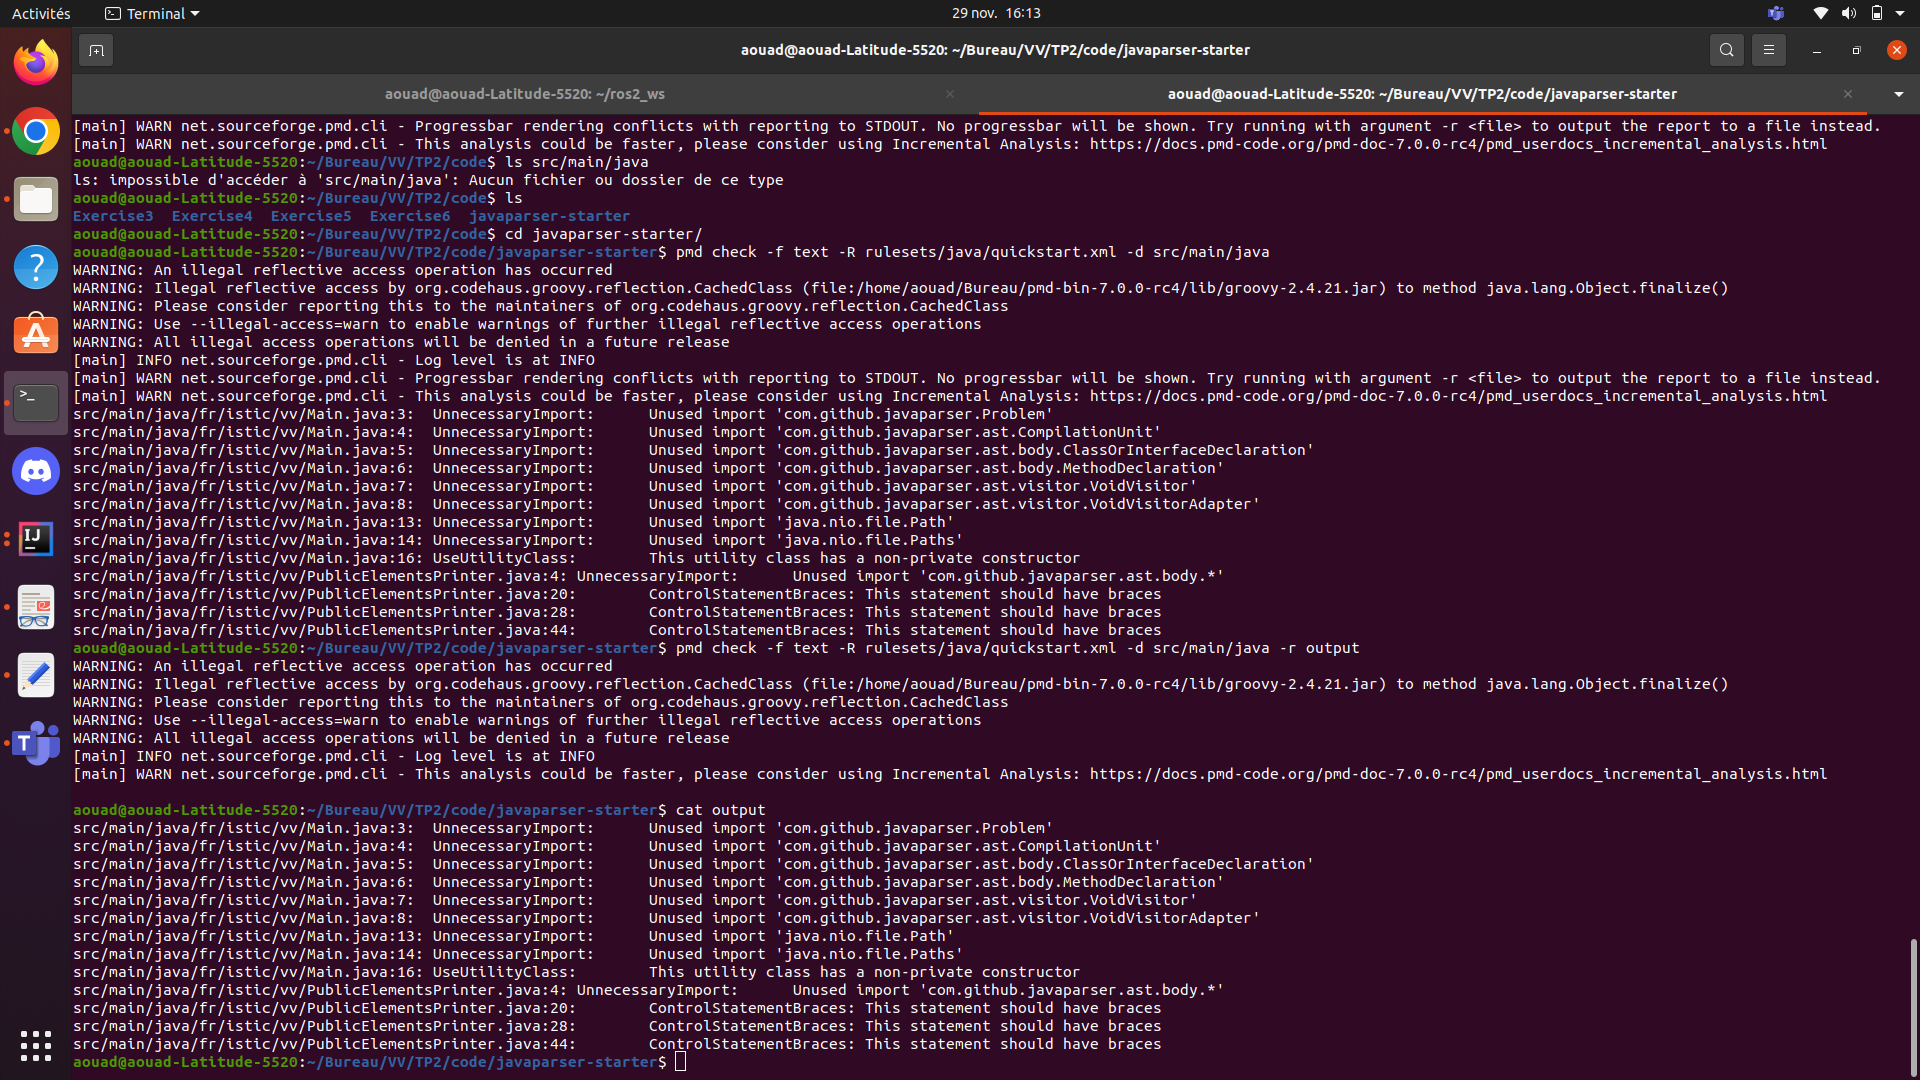 Activités
Terminal
29 nov.  16:13
aouad@aouad-Latitude-5520: ~/Bureau/VV/TP2/code/javaparser-starter
aouad@aouad-Latitude-5520: ~/ros2_ws
aouad@aouad-Latitude-5520: ~/Bureau/VV/TP2/code/javaparser-starter
[main] WARN net.sourceforge.pmd.cli - Progressbar rendering conflicts with reporting to STDOUT. No progressbar will be shown. Try running with argument -r <file> to output the report to a file instead.
[main] WARN net.sourceforge.pmd.cli - This analysis could be faster, please consider using Incremental Analysis: https://docs.pmd-code.org/pmd-doc-7.0.0-rc4/pmd_userdocs_incremental_analysis.html
aouad@aouad-Latitude-5520:~/Bureau/VV/TP2/code$ ls src/main/java
ls: impossible d'accéder à 'src/main/java': Aucun fichier ou dossier de ce type
aouad@aouad-Latitude-5520:~/Bureau/VV/TP2/code$ ls
Exercise3  Exercise4  Exercise5  Exercise6  javaparser-starter
aouad@aouad-Latitude-5520:~/Bureau/VV/TP2/code$ cd javaparser-starter/
aouad@aouad-Latitude-5520:~/Bureau/VV/TP2/code/javaparser-starter$ pmd check -f text -R rulesets/java/quickstart.xml -d src/main/java
WARNING: An illegal reflective access operation has occurred
WARNING: Illegal reflective access by org.codehaus.groovy.reflection.CachedClass (file:/home/aouad/Bureau/pmd-bin-7.0.0-rc4/lib/groovy-2.4.21.jar) to method java.lang.Object.finalize()
WARNING: Please consider reporting this to the maintainers of org.codehaus.groovy.reflection.CachedClass
WARNING: Use --illegal-access=warn to enable warnings of further illegal reflective access operations
WARNING: All illegal access operations will be denied in a future release
[main] INFO net.sourceforge.pmd.cli - Log level is at INFO
[main] WARN net.sourceforge.pmd.cli - Progressbar rendering conflicts with reporting to STDOUT. No progressbar will be shown. Try running with argument -r <file> to output the report to a file instead.
[main] WARN net.sourceforge.pmd.cli - This analysis could be faster, please consider using Incremental Analysis: https://docs.pmd-code.org/pmd-doc-7.0.0-rc4/pmd_userdocs_incremental_analysis.html
src/main/java/fr/istic/vv/Main.java:3:  UnnecessaryImport:      Unused import 'com.github.javaparser.Problem'
src/main/java/fr/istic/vv/Main.java:4:  UnnecessaryImport:      Unused import 'com.github.javaparser.ast.CompilationUnit'
src/main/java/fr/istic/vv/Main.java:5:  UnnecessaryImport:      Unused import 'com.github.javaparser.ast.body.ClassOrInterfaceDeclaration'
src/main/java/fr/istic/vv/Main.java:6:  UnnecessaryImport:      Unused import 'com.github.javaparser.ast.body.MethodDeclaration'
src/main/java/fr/istic/vv/Main.java:7:  UnnecessaryImport:      Unused import 'com.github.javaparser.ast.visitor.VoidVisitor'
src/main/java/fr/istic/vv/Main.java:8:  UnnecessaryImport:      Unused import 'com.github.javaparser.ast.visitor.VoidVisitorAdapter'
src/main/java/fr/istic/vv/Main.java:13: UnnecessaryImport:      Unused import 'java.nio.file.Path'
src/main/java/fr/istic/vv/Main.java:14: UnnecessaryImport:      Unused import 'java.nio.file.Paths'
src/main/java/fr/istic/vv/Main.java:16: UseUtilityClass:        This utility class has a non-private constructor
src/main/java/fr/istic/vv/PublicElementsPrinter.java:4: UnnecessaryImport:      Unused import 'com.github.javaparser.ast.body.*'
src/main/java/fr/istic/vv/PublicElementsPrinter.java:20:        ControlStatementBraces: This statement should have braces
src/main/java/fr/istic/vv/PublicElementsPrinter.java:28:        ControlStatementBraces: This statement should have braces
src/main/java/fr/istic/vv/PublicElementsPrinter.java:44:        ControlStatementBraces: This statement should have braces
aouad@aouad-Latitude-5520:~/Bureau/VV/TP2/code/javaparser-starter$ pmd check -f text -R rulesets/java/quickstart.xml -d src/main/java -r output
WARNING: An illegal reflective access operation has occurred
WARNING: Illegal reflective access by org.codehaus.groovy.reflection.CachedClass (file:/home/aouad/Bureau/pmd-bin-7.0.0-rc4/lib/groovy-2.4.21.jar) to method java.lang.Object.finalize()
WARNING: Please consider reporting this to the maintainers of org.codehaus.groovy.reflection.CachedClass
WARNING: Use --illegal-access=warn to enable warnings of further illegal reflective access operations
WARNING: All illegal access operations will be denied in a future release
[main] INFO net.sourceforge.pmd.cli - Log level is at INFO
[main] WARN net.sourceforge.pmd.cli - This analysis could be faster, please consider using Incremental Analysis: https://docs.pmd-code.org/pmd-doc-7.0.0-rc4/pmd_userdocs_incremental_analysis.html
aouad@aouad-Latitude-5520:~/Bureau/VV/TP2/code/javaparser-starter$ cat output
src/main/java/fr/istic/vv/Main.java:3:  UnnecessaryImport:      Unused import 'com.github.javaparser.Problem'
src/main/java/fr/istic/vv/Main.java:4:  UnnecessaryImport:      Unused import 'com.github.javaparser.ast.CompilationUnit'
src/main/java/fr/istic/vv/Main.java:5:  UnnecessaryImport:      Unused import 'com.github.javaparser.ast.body.ClassOrInterfaceDeclaration'
src/main/java/fr/istic/vv/Main.java:6:  UnnecessaryImport:      Unused import 'com.github.javaparser.ast.body.MethodDeclaration'
src/main/java/fr/istic/vv/Main.java:7:  UnnecessaryImport:      Unused import 'com.github.javaparser.ast.visitor.VoidVisitor'
src/main/java/fr/istic/vv/Main.java:8:  UnnecessaryImport:      Unused import 'com.github.javaparser.ast.visitor.VoidVisitorAdapter'
src/main/java/fr/istic/vv/Main.java:13: UnnecessaryImport:      Unused import 'java.nio.file.Path'
src/main/java/fr/istic/vv/Main.java:14: UnnecessaryImport:      Unused import 'java.nio.file.Paths'
src/main/java/fr/istic/vv/Main.java:16: UseUtilityClass:        This utility class has a non-private constructor
src/main/java/fr/istic/vv/PublicElementsPrinter.java:4: UnnecessaryImport:      Unused import 'com.github.javaparser.ast.body.*'
src/main/java/fr/istic/vv/PublicElementsPrinter.java:20:        ControlStatementBraces: This statement should have braces
src/main/java/fr/istic/vv/PublicElementsPrinter.java:28:        ControlStatementBraces: This statement should have braces
src/main/java/fr/istic/vv/PublicElementsPrinter.java:44:        ControlStatementBraces: This statement should have braces
aouad@aouad-Latitude-5520:~/Bureau/VV/TP2/code/javaparser-starter$